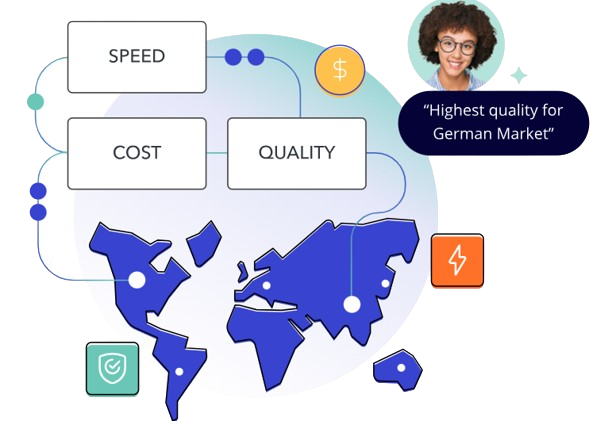 SPEED
$
“Highest quality for
German Market”
COST
QUALITY